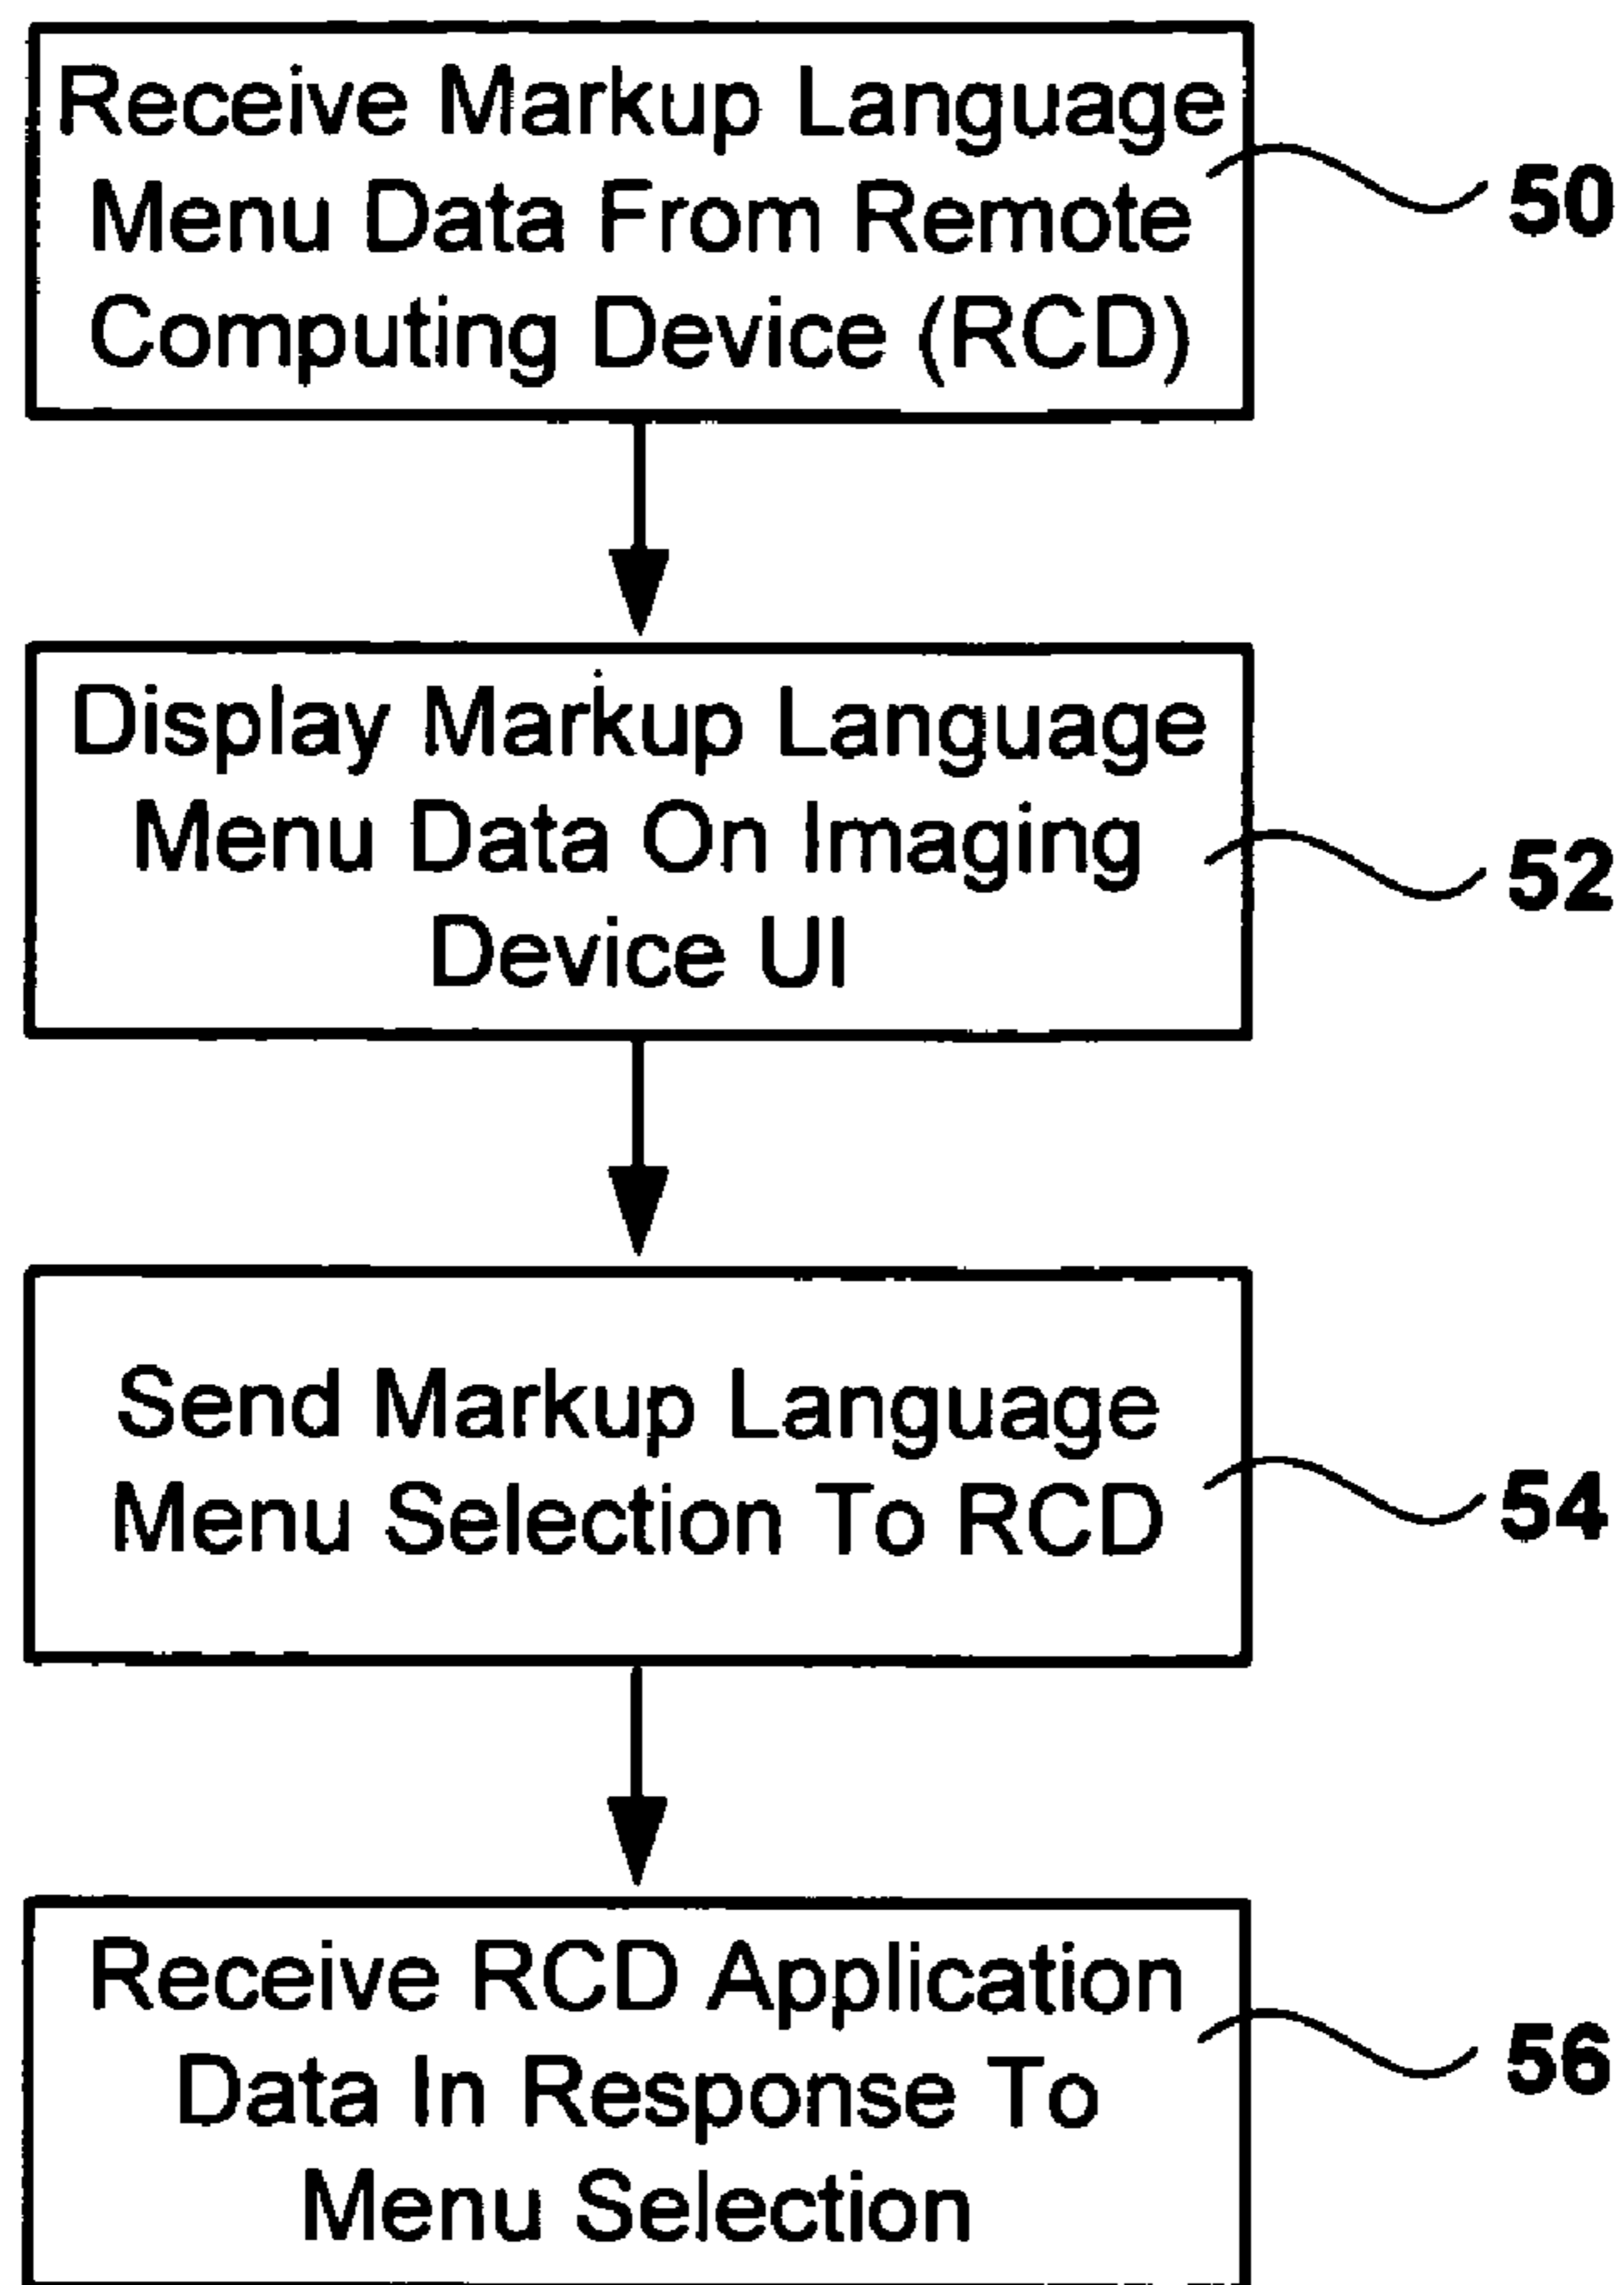 Receive Markup Language
Menu Data From Remote
Computing Device (RCD)
50
Display Markup Language
Menu Data On Imaging
Device UI
52
Send Markup Language
Menu Selection To RCD
54
Receive RCD Application
Data In Response To
Menu Selection
56